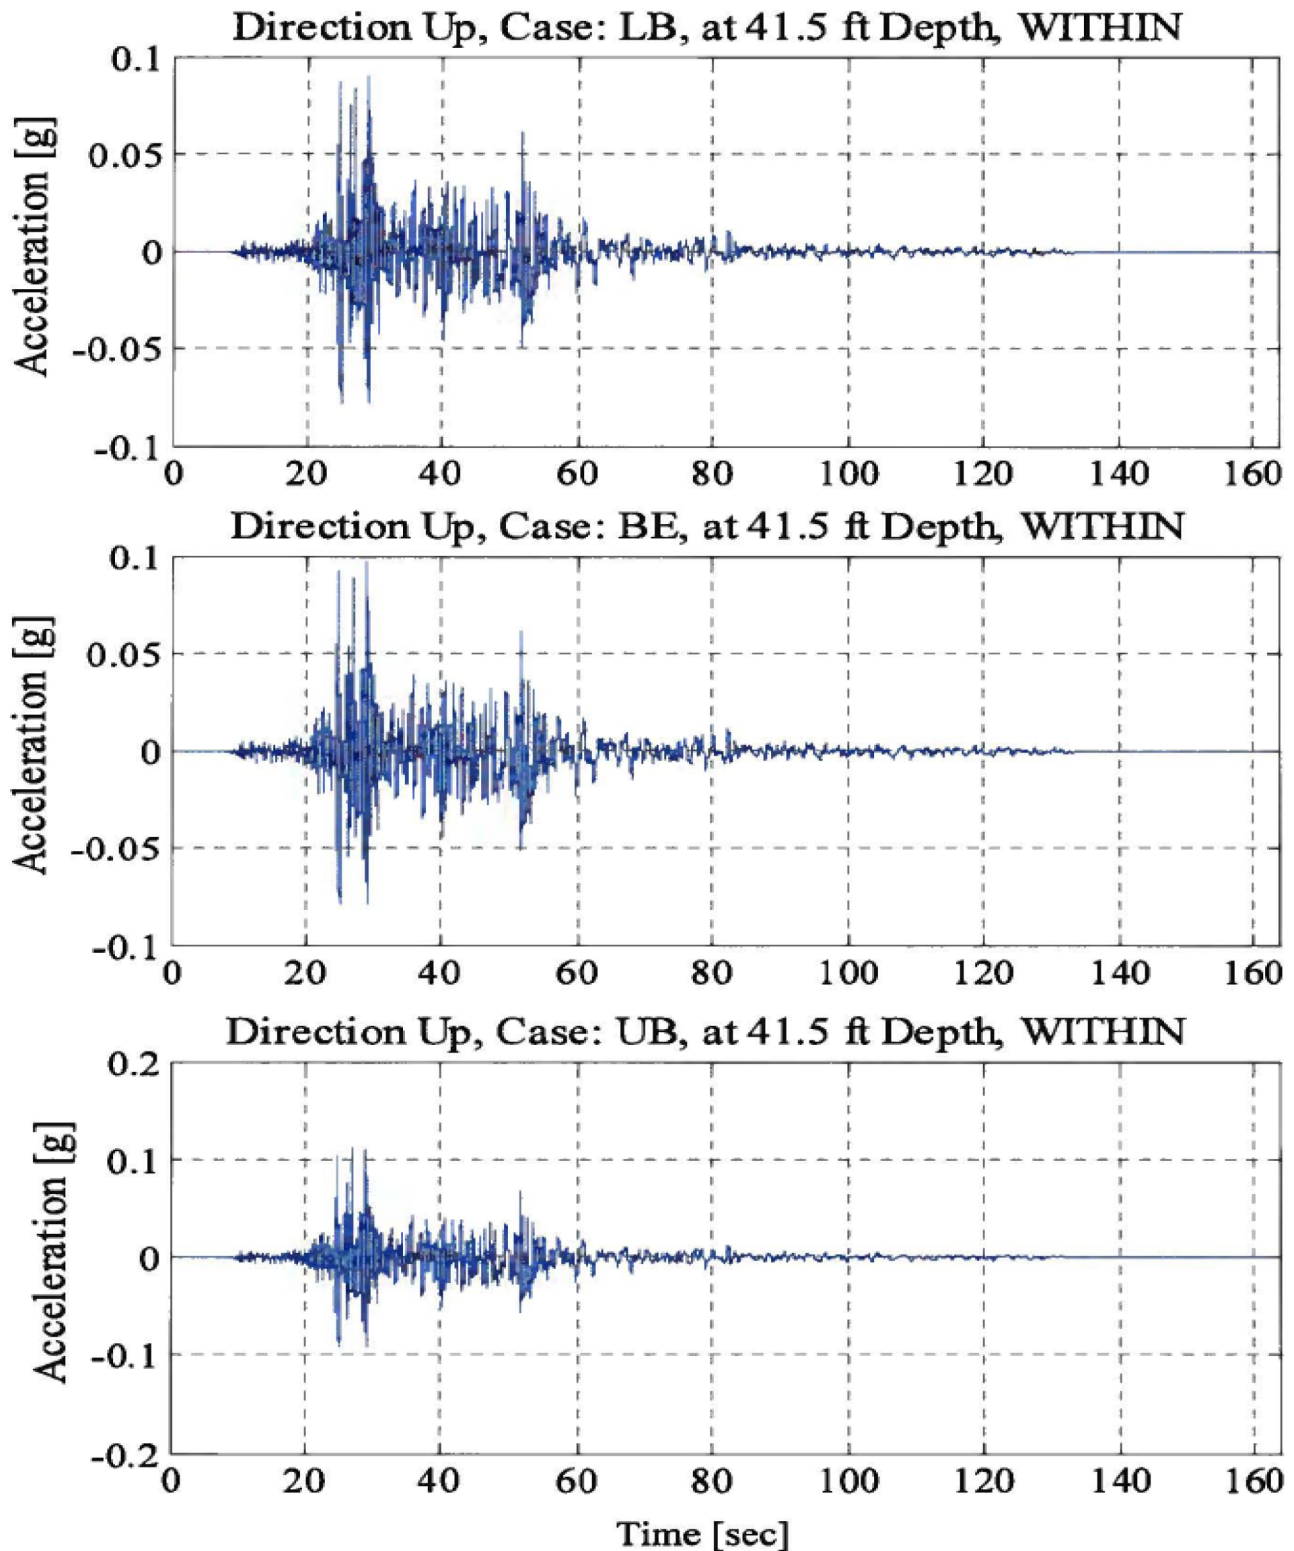 Direction Up, Case: LB, at 41.5 ft Depth, WITHIN
0.1
0.05
0
-0.05
-0.1
Acceleration [g]
0 20 40 60 80 100 120 140 160
Direction Up, Case: BE, at 41.5 ft Depth, WITHIN
0.1
0.05
0
-0.05
-0.1
Acceleration [g]
0 20 40 60 80 100 120 140 160
Direction Up, Case: UB, at 41.5 ft Depth, WITHIN
0.2
0.1
0
-0.1
-0.2
Acceleration [g]
0 20 40 60 80 100 120 140 160
Time [sec]